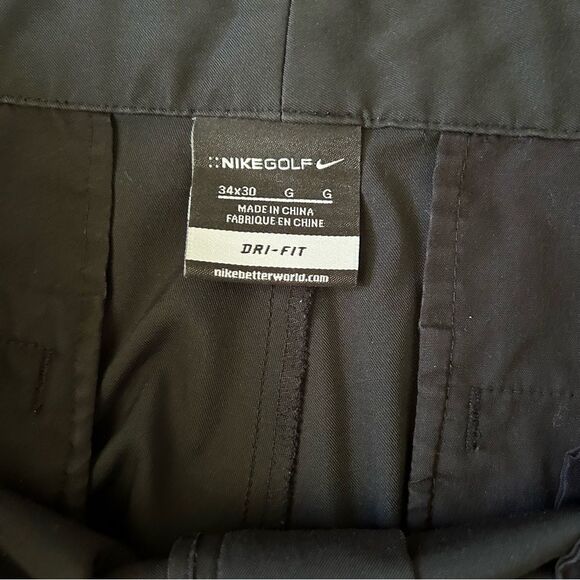 NIKEGOLF
34x30 G G
MADE IN CHINA
FABRIQUE EN CHINE
DRI-FIT
nikebetterworld.com